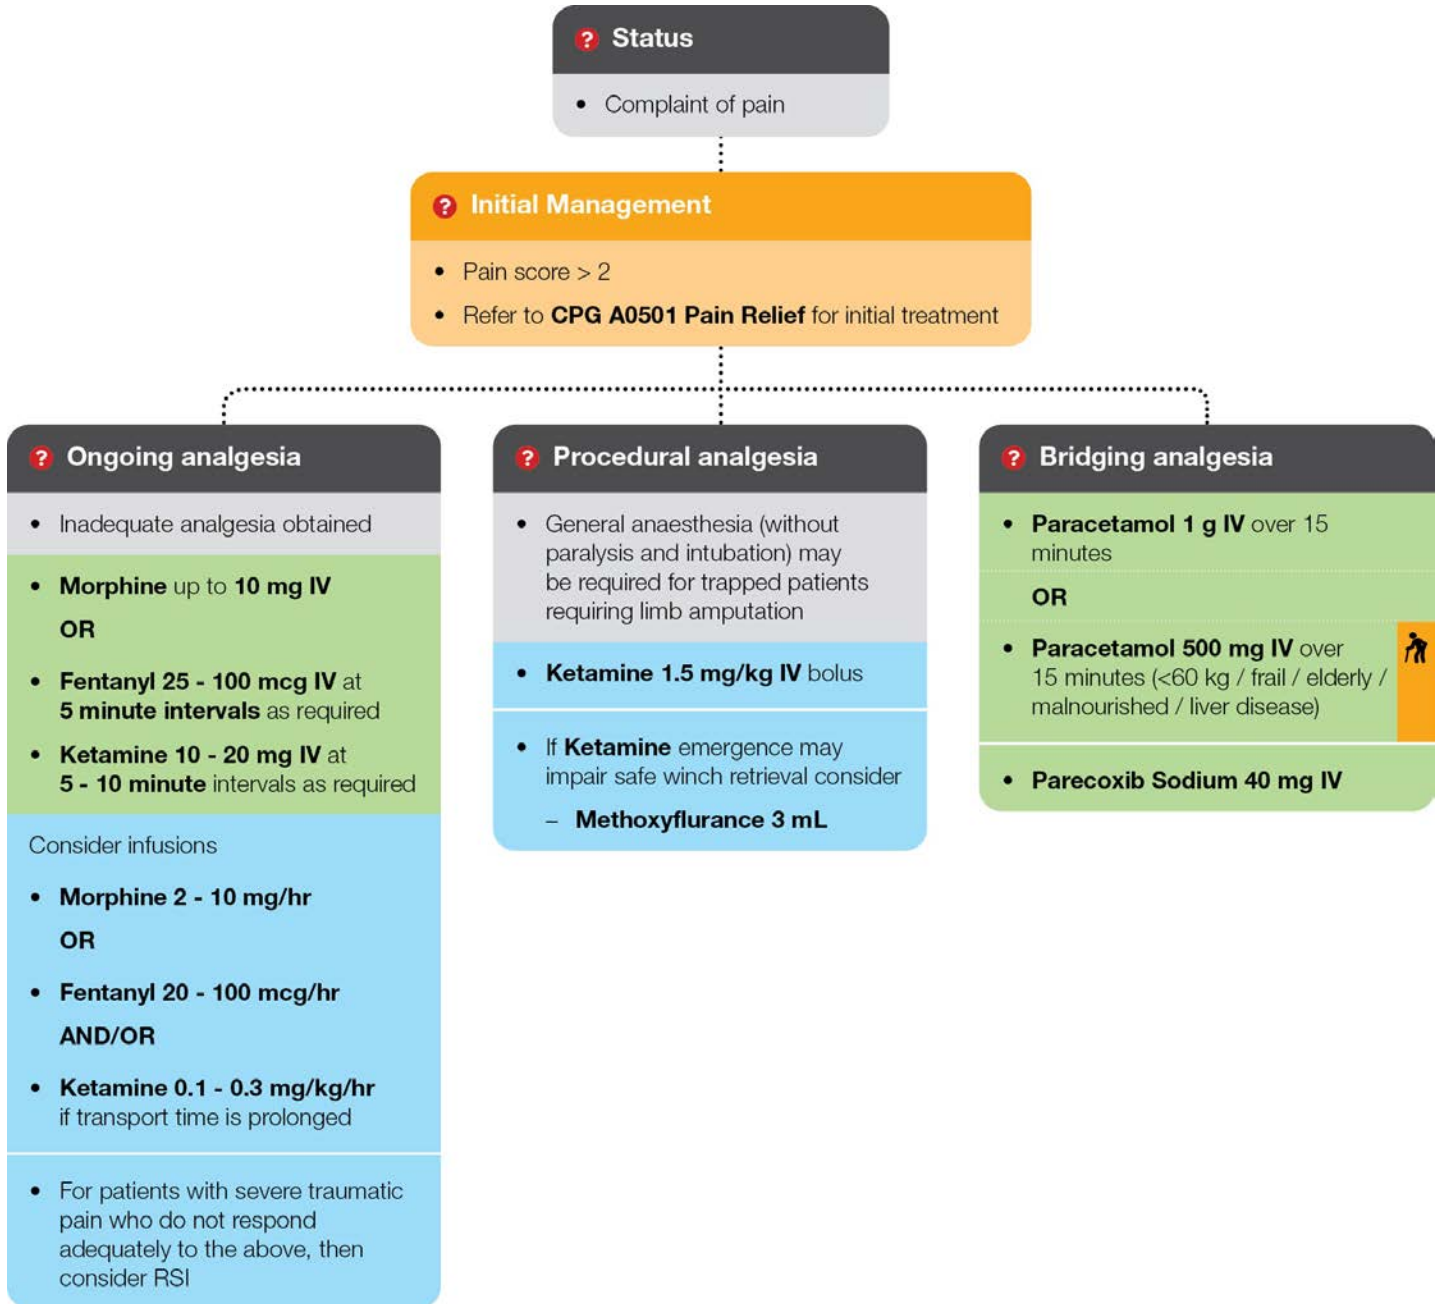 ? Status
• Complaint of pain
? Initial Management
• Pain score > 2
• Refer to CPG A0501 Pain Relief for initial treatment
? Ongoing analgesia
• Inadequate analgesia obtained
• Morphine up to 10 mg IV
OR
• Fentanyl 25 - 100 mcg IV at
5 minute intervals as required
• Ketamine 10 - 20 mg IV at
5 - 10 minute intervals as required
Consider infusions
• Morphine 2 - 10 mg/hr
OR
• Fentanyl 20 - 100 mcg/hr
AND/OR
• Ketamine 0.1 - 0.3 mg/kg/hr
if transport time is prolonged
• For patients with severe traumatic
pain who do not respond
adequately to the above, then
consider RSI
? Procedural analgesia
• General anaesthesia (without
paralysis and intubation) may
be required for trapped patients
requiring limb amputation
• Ketamine 1.5 mg/kg IV bolus
• If Ketamine emergence may
impair safe winch retrieval consider
– Methoxyflurance 3 mL
? Bridging analgesia
• Paracetamol 1 g IV over 15
minutes
OR
• Paracetamol 500 mg IV over
15 minutes (<60 kg / frail / elderly /
malnourished / liver disease)
• Parecoxib Sodium 40 mg IV